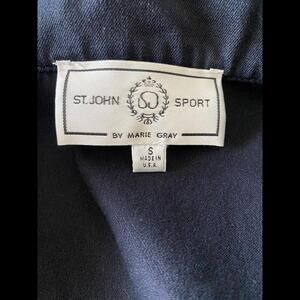 ST. JOHN SJ SPORT
BY MARIE GRAY
S
MADE IN
U.S.A.